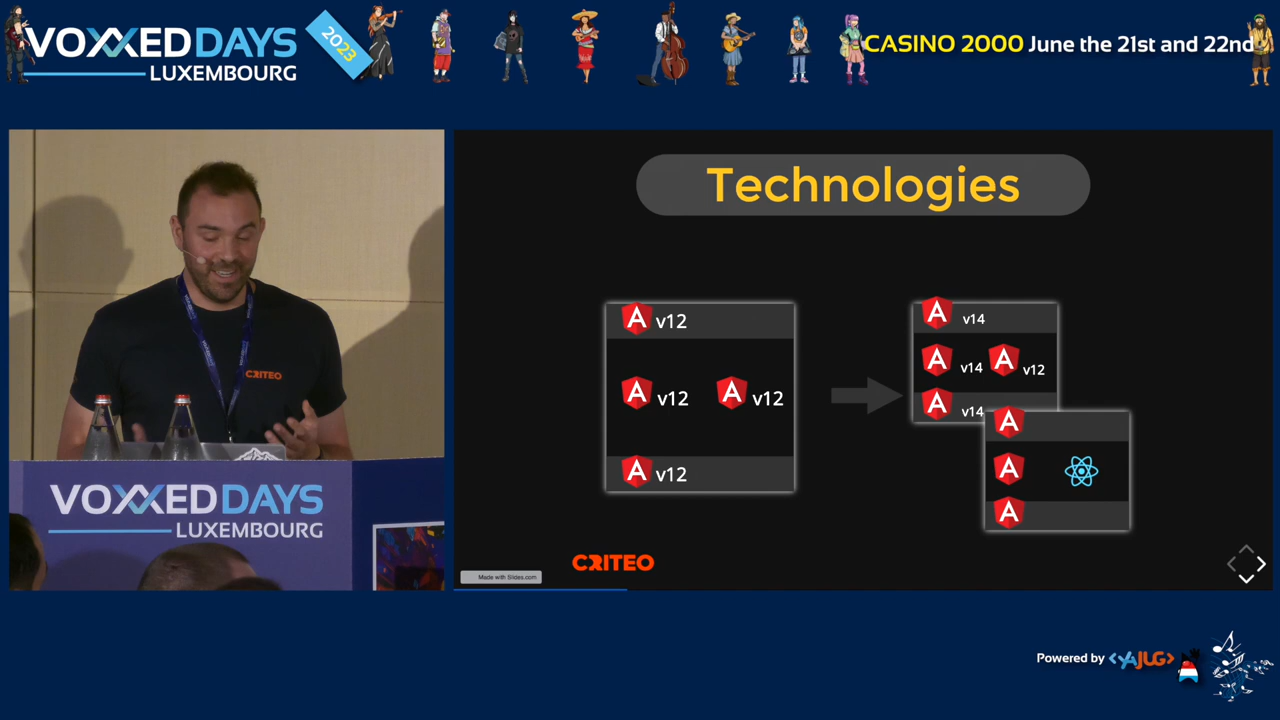 VOXXED DAYS
LUXEMBOURG
2023
CASINO 2000 June the 21st and 22nd
Technologies
v12
v12
v12
v12
v14
v14
v12
v14
CRITEO
VOXXED DAYS
LUXEMBOURG
CRITEO
Made with Slides.com
Powered by <YAJUG>